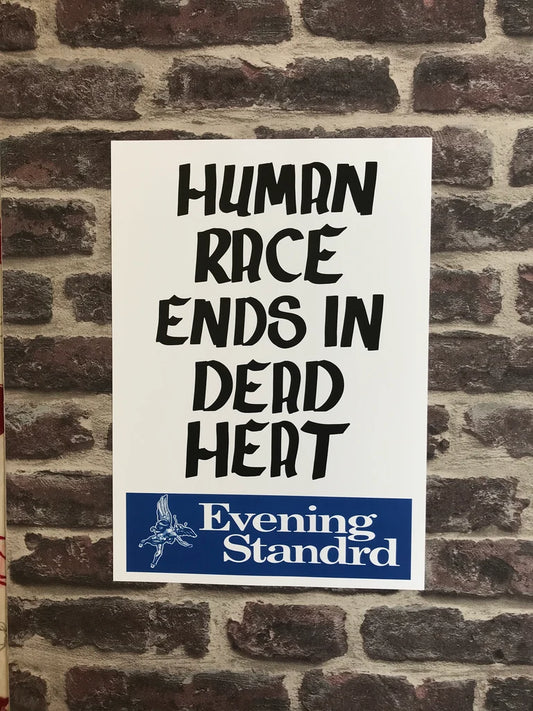 HUMAN
RACE
ENDS IN
DEAD
HEAT
Evening
Standrd